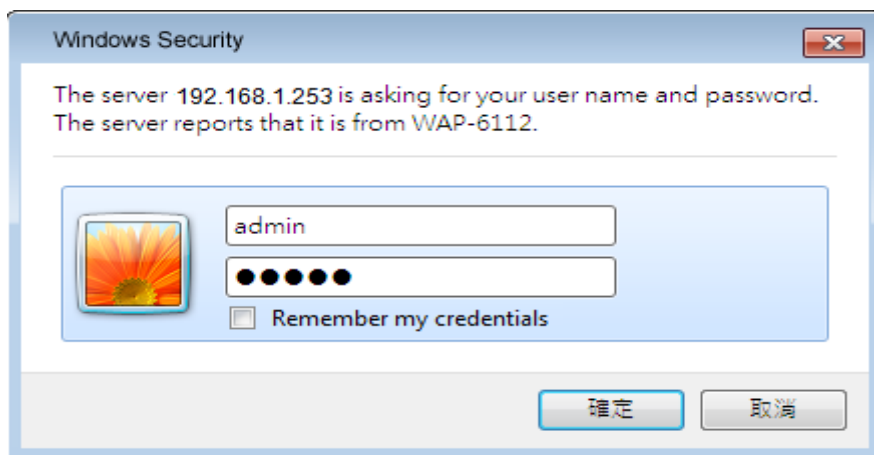 Windows Security
The server 192.168.1.253 is asking for your user name and password.
The server reports that it is from WAP-6112.
admin
●●●●●
Remember my credentials
確定
取消